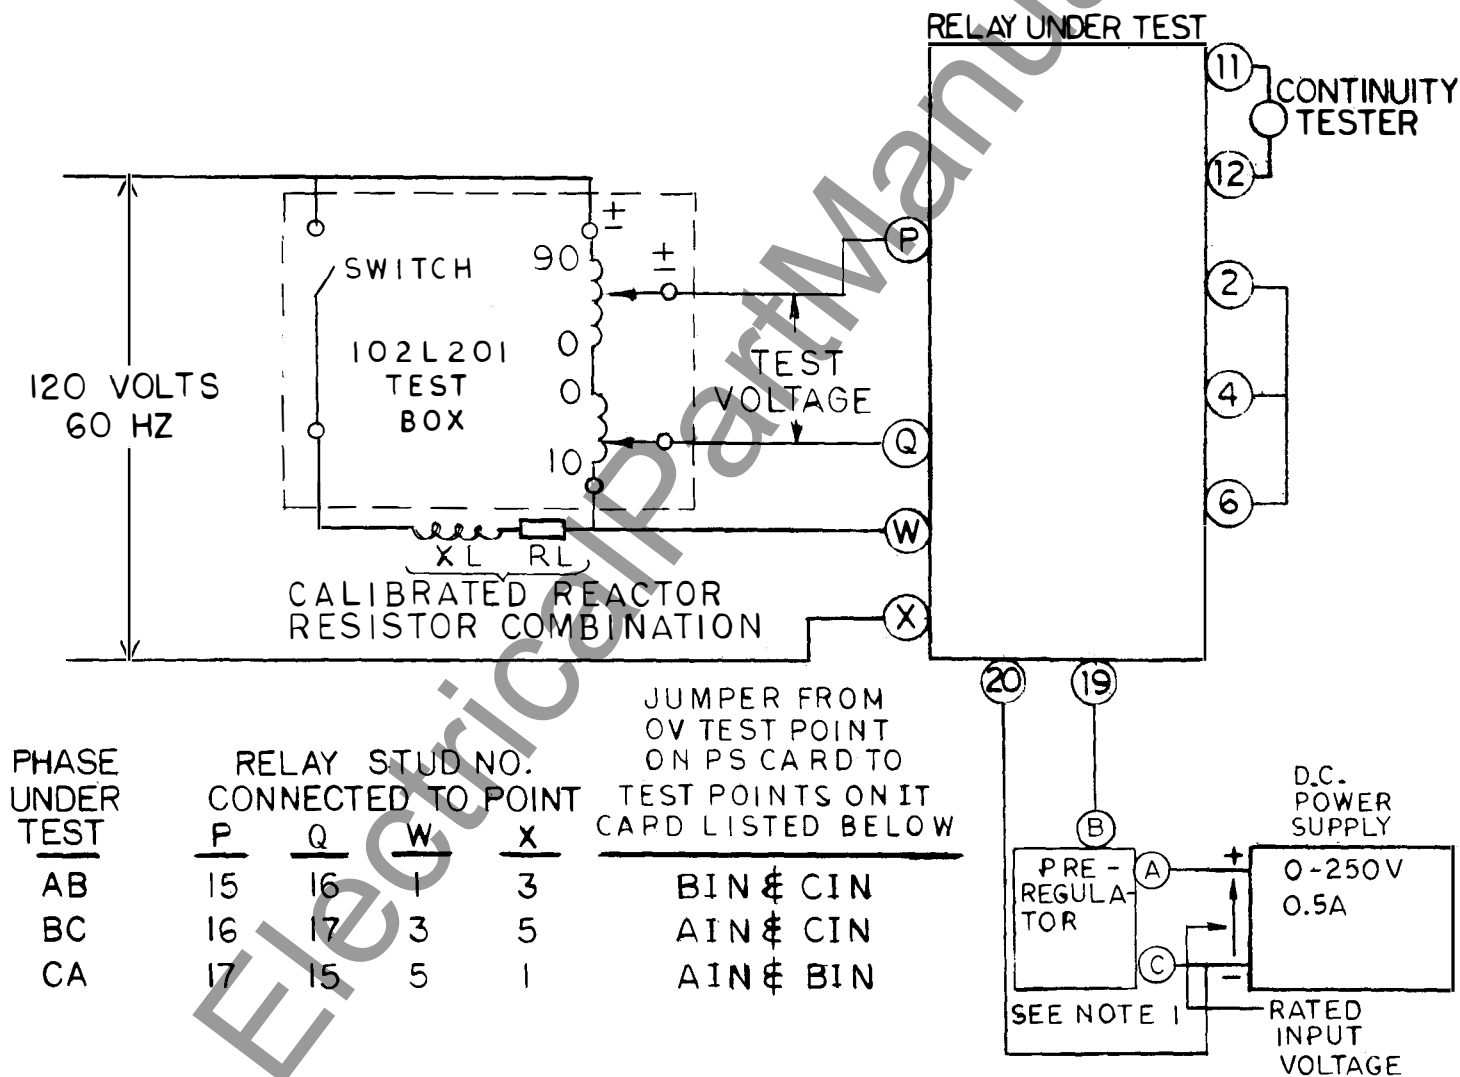 RELAY UNDER TEST
11
CONTINUITY
TESTER
12
P
±
±
90
SWITCH
2
0
102L201
TEST
BOX
TEST
VOLTAGE
120 VOLTS
60 HZ
0
4
Q
10
6
W
XL RL
CALIBRATED REACTOR
RESISTOR COMBINATION
X
20 19
JUMPER FROM
OV TEST POINT
ON PS CARD TO
TEST POINTS ON IT
CARD LISTED BELOW
PHASE
UNDER
TEST
RELAY STUD NO.
CONNECTED TO POINT
P Q W X
AB 15 16 1 3 BIN & CIN
BC 16 17 3 5 AIN & CIN
CA 17 15 5 1 AIN & BIN
D.C.
POWER
SUPPLY
B
PRE-
REGULA-
TOR
A
+
0-250V
0.5A
C
−
SEE NOTE 1
RATED
INPUT
VOLTAGE
ElectricalPartManu